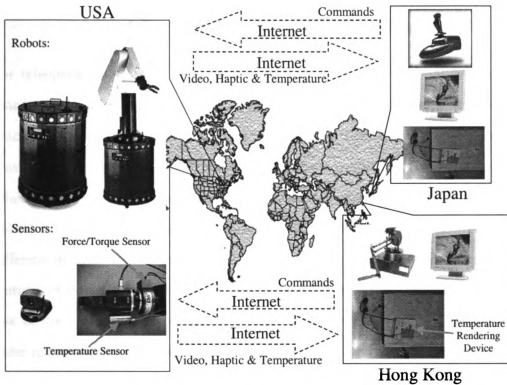 USA
Commands
Internet
Internet
Video, Haptic & Temperature
Robots:
Japan
Sensors:
Force/Torque Sensor
Temperature Sensor
Commands
Internet
Internet
Video, Haptic & Temperature
Temperature
Rendering
Device
Hong Kong